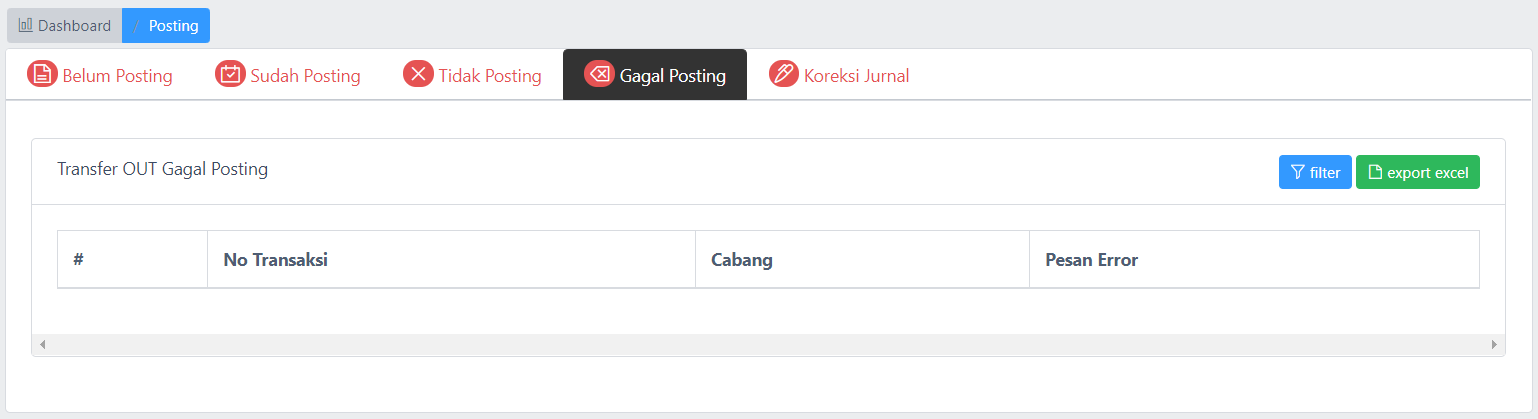 Dashboard / Posting
Belum Posting Sudah Posting Tidak Posting Gagal Posting Koreksi Jurnal
Transfer OUT Gagal Posting filter export excel
# No Transaksi Cabang Pesan Error